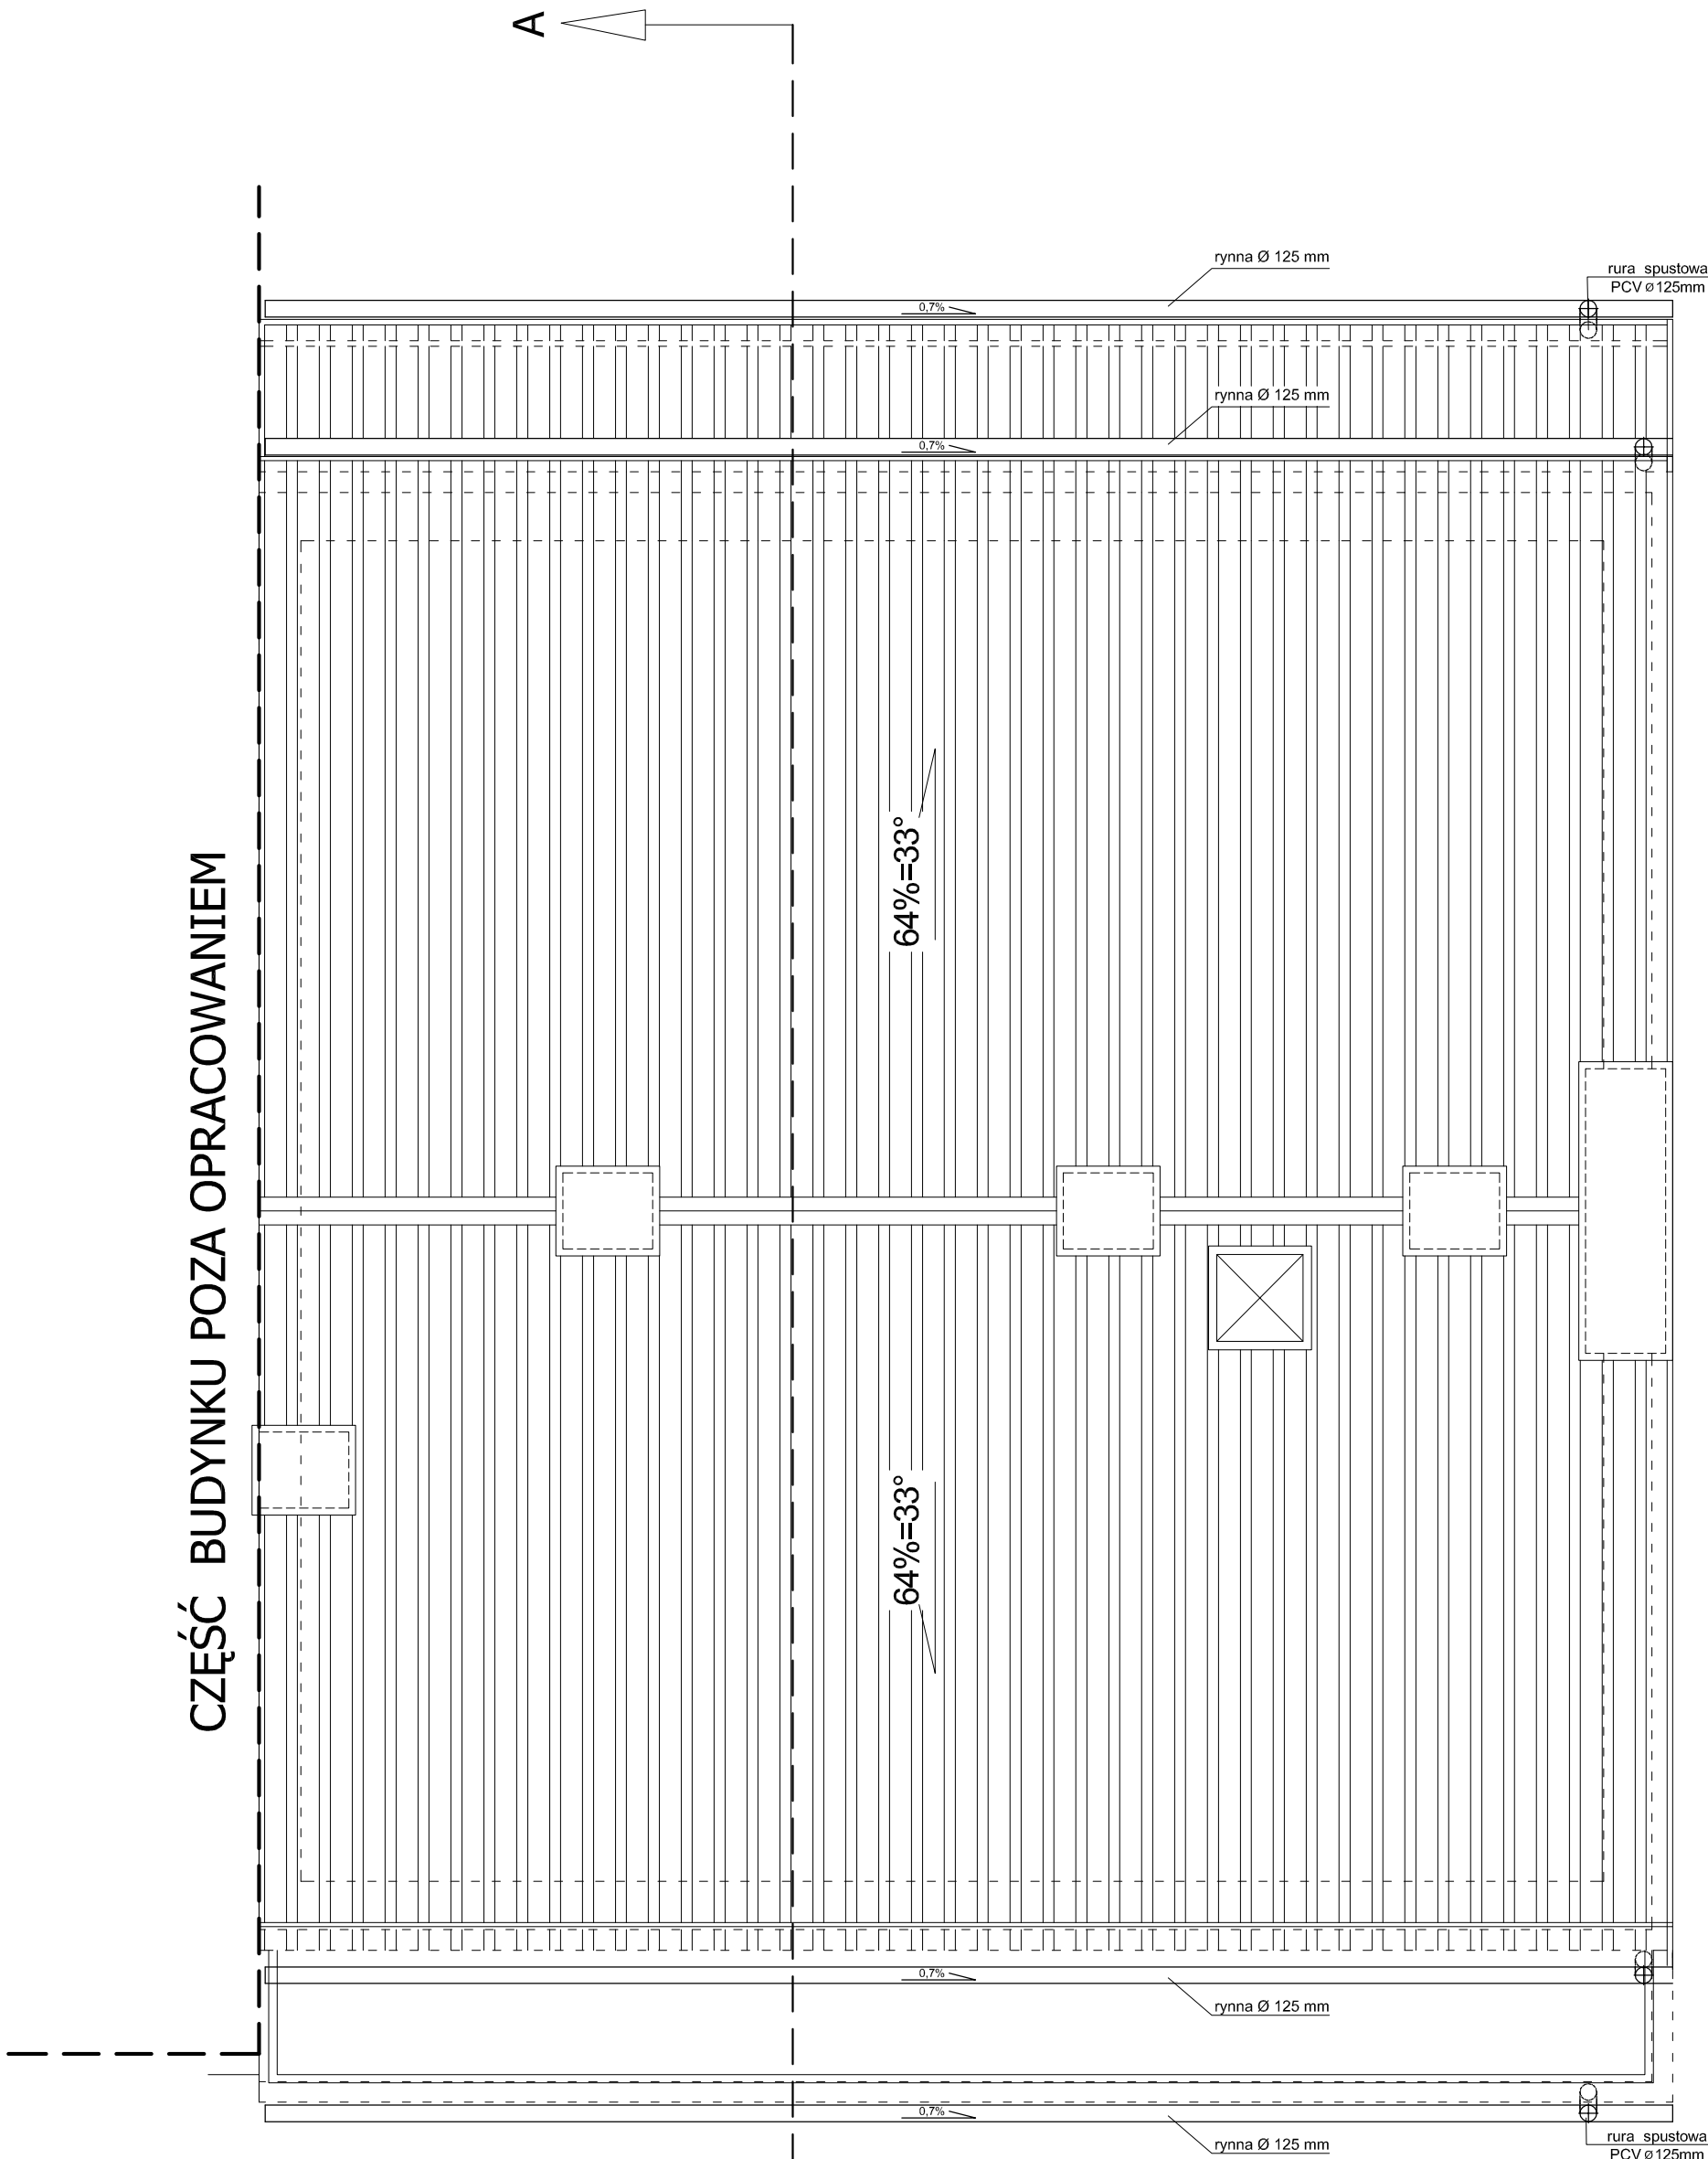 A
rynna Ø 125 mm
rura spustowa
PCV Ø125mm
0,7%
rynna Ø 125 mm
0,7%
64%=33°
CZĘŚĆ BUDYNKU POZA OPRACOWANIEM
64%=33°
0,7%
rynna Ø 125 mm
0,7%
rura spustowa
rynna Ø 125 mm
PCV Ø125mm